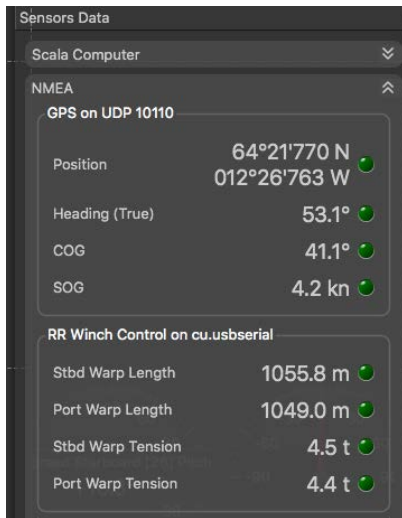 Sensors Data
Scala Computer
NMEA
GPS on UDP 10110
Position 64°21'770 N
012°26'763 W
Heading (True) 53.1°
COG 41.1°
SOG 4.2 kn
RR Winch Control on cu.usbserial
Stbd Warp Length 1055.8 m
Port Warp Length 1049.0 m
Stbd Warp Tension 4.5 t
Port Warp Tension 4.4 t